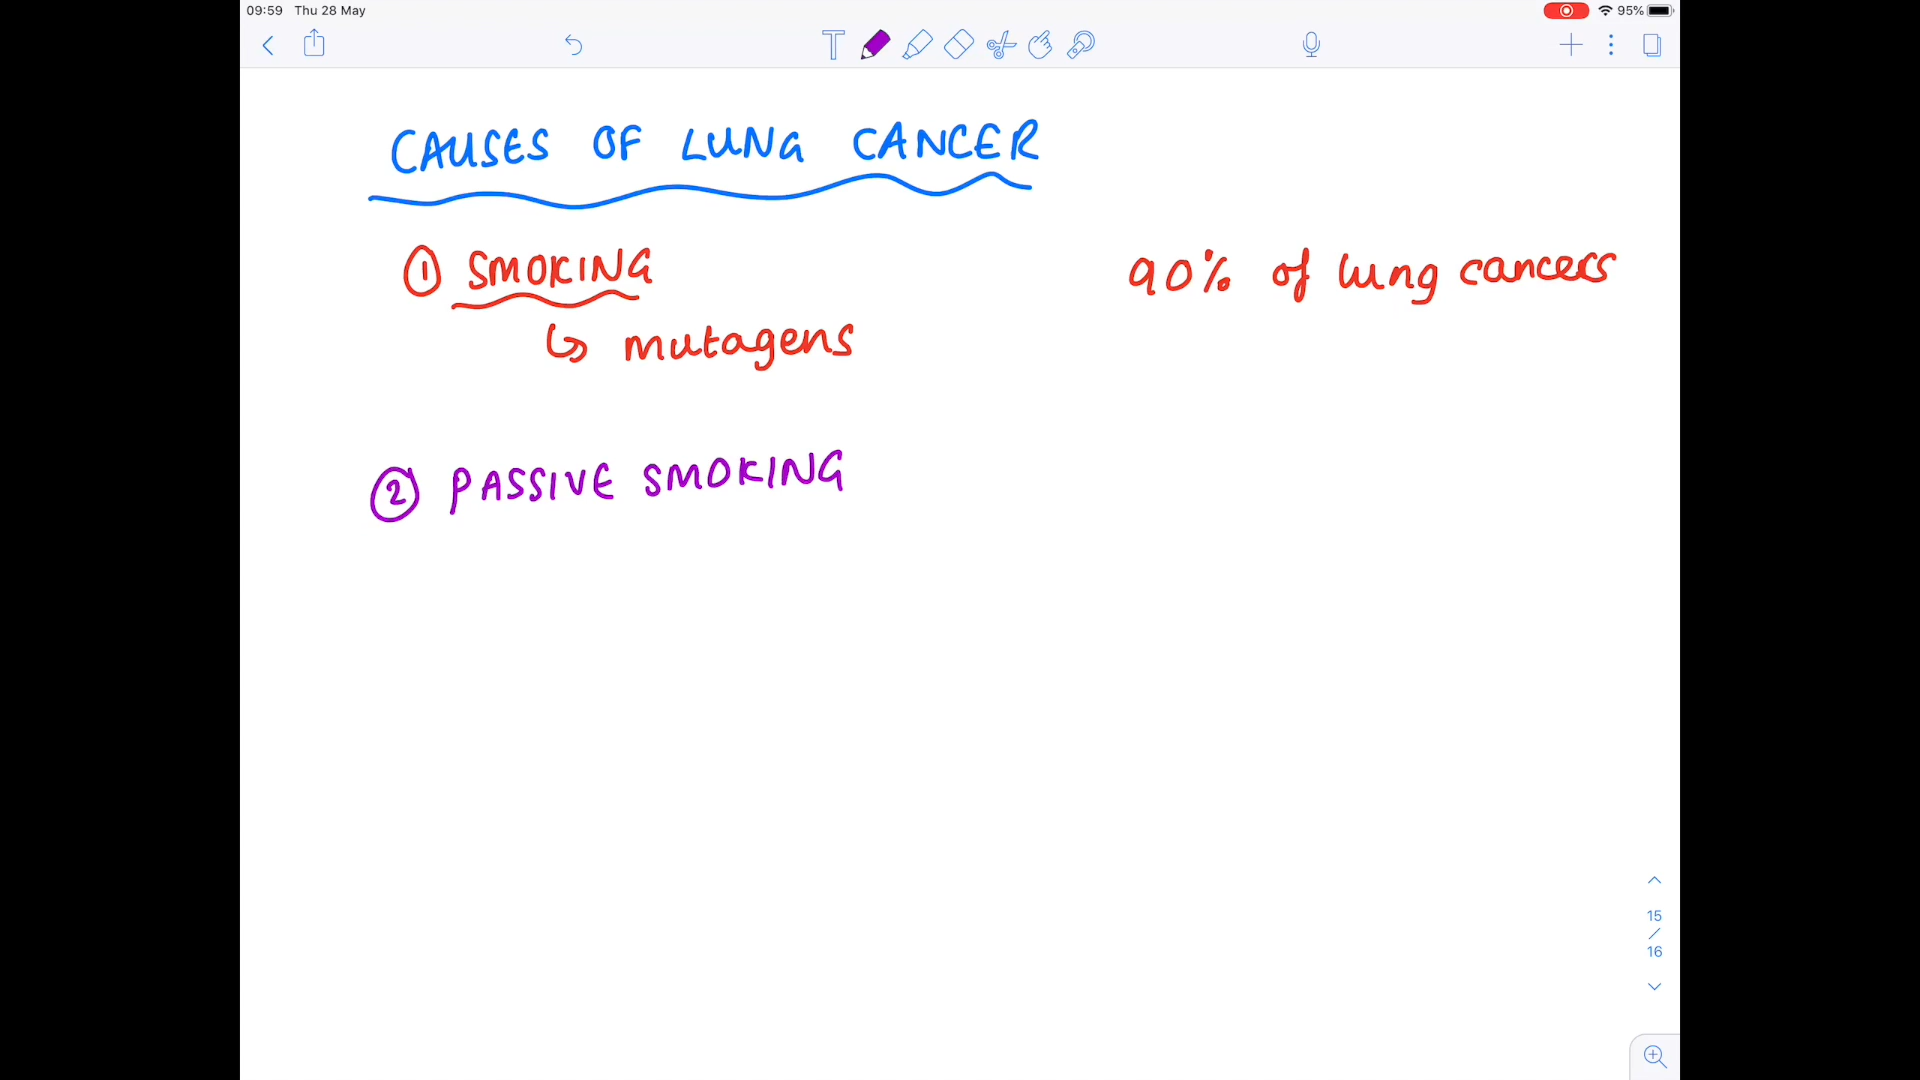 09:59 Thu 28 May 95%
CAUSES OF LUNG CANCER
① SMOKING 90% of lung cancers
↳ mutagens
② PASSIVE SMOKING
15
/
16